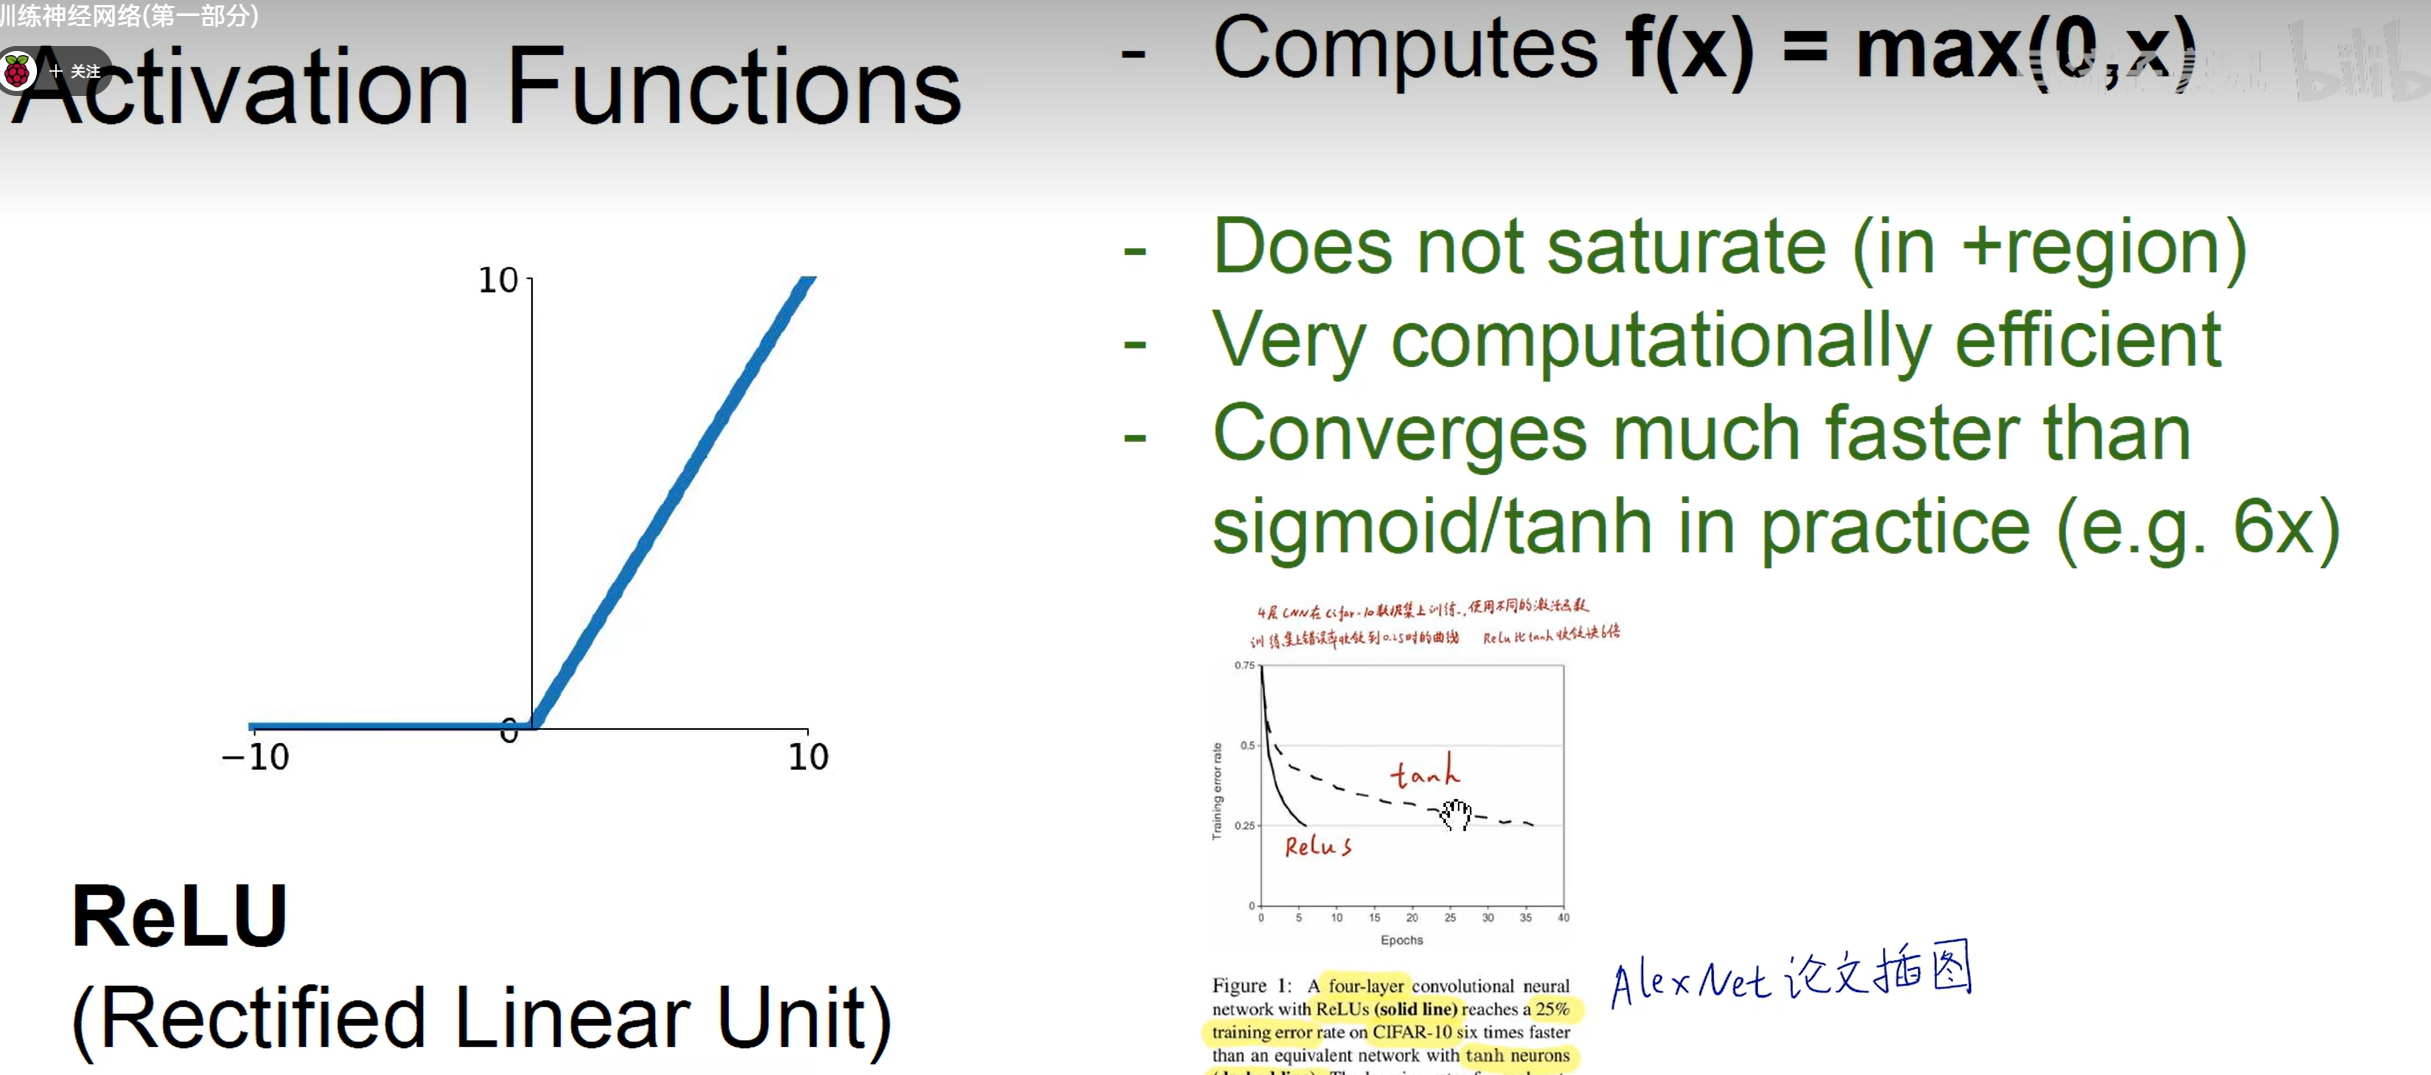 训练神经网络(第一部分)
+ 关注
Activation Functions
- Computes f(x) = max(0,x)
bilibili
- Does not saturate (in +region)
- Very computationally efficient
- Converges much faster than
sigmoid/tanh in practice (e.g. 6x)
10
0
−10
10
ReLU
(Rectified Linear Unit)
4层CNN在Cifar-10数据集上训练,使用不同的激活函数
训练集上错误率收敛到0.25时的曲线 Relu比tanh收敛快6倍
0.75
0.5
0.25
0
Training error rate
tanh
Relus
0 5 10 15 20 25 30 35 40
Epochs
Figure 1: A four-layer convolutional neural
network with ReLUs (solid line) reaches a 25%
training error rate on CIFAR-10 six times faster
than an equivalent network with tanh neurons
AlexNet论文插图